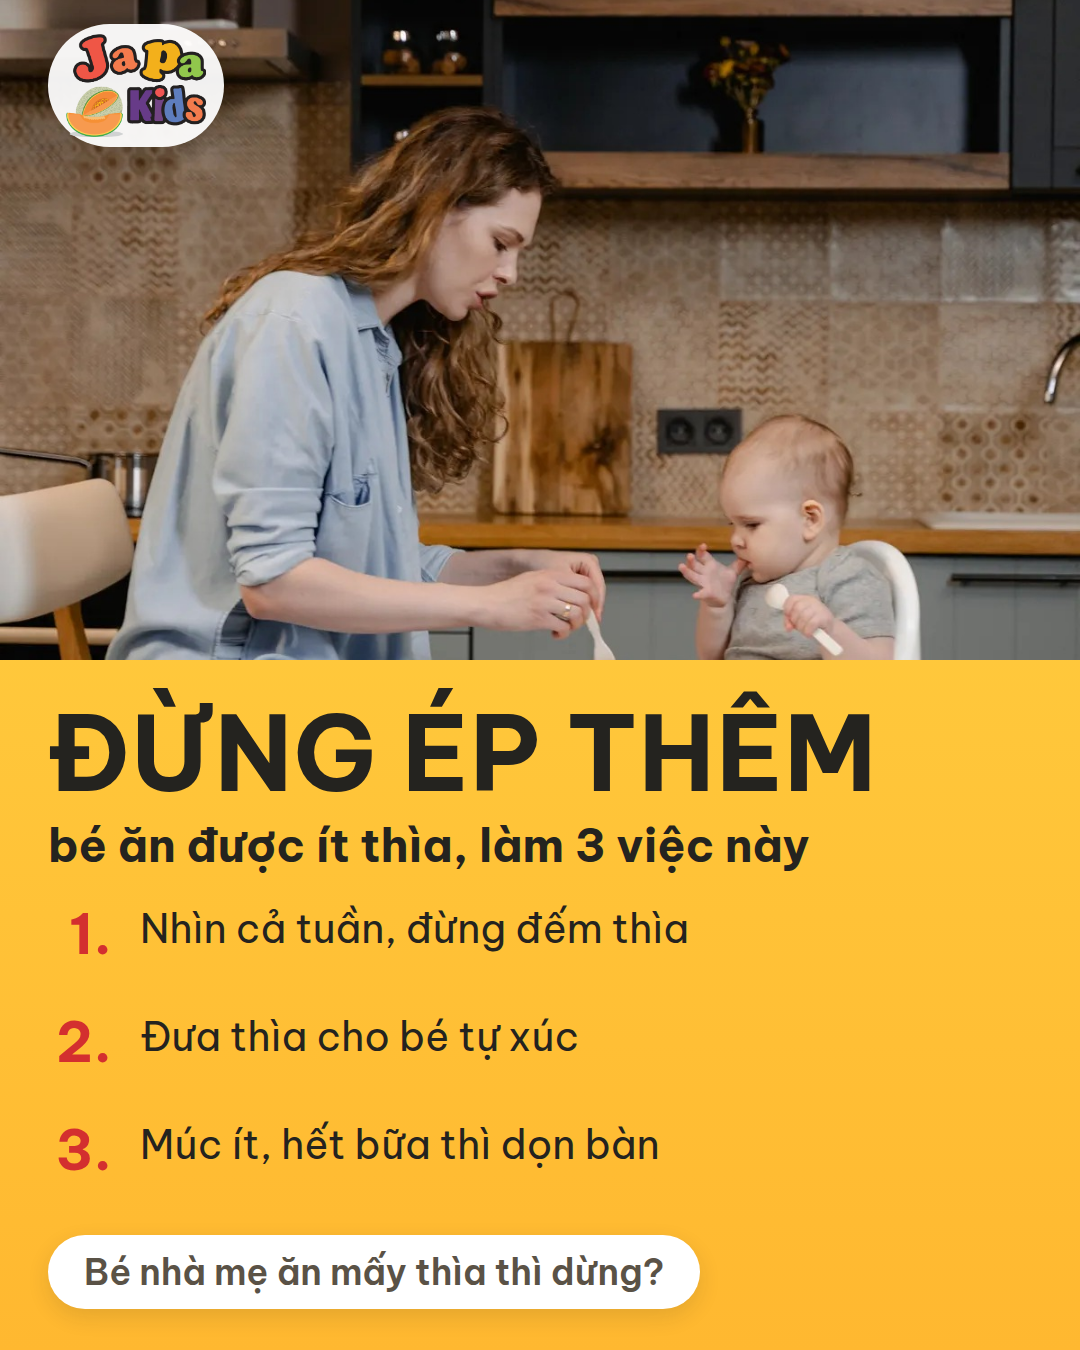 Japa
Kids
ĐỪNG ÉP THÊM
bé ăn được ít thìa, làm 3 việc này
1. Nhìn cả tuần, đừng đếm thìa
2. Đưa thìa cho bé tự xúc
3. Múc ít, hết bữa thì dọn bàn
Bé nhà mẹ ăn mấy thìa thì dừng?